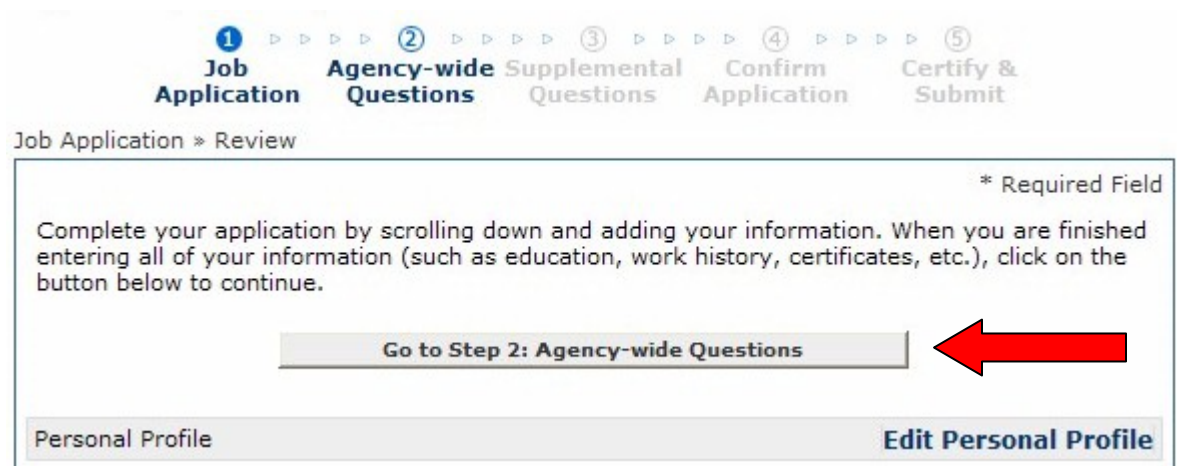 1 ▷ ▷ ▷ ▷ 2 ▷ ▷ ▷ ▷ 3 ▷ ▷ ▷ ▷ 4 ▷ ▷ ▷ ▷ 5
Job Agency-wide Supplemental Confirm Certify &
Application Questions Questions Application Submit
Job Application » Review
* Required Field
Complete your application by scrolling down and adding your information. When you are finished
entering all of your information (such as education, work history, certificates, etc.), click on the
button below to continue.
Go to Step 2: Agency-wide Questions
Personal Profile Edit Personal Profile